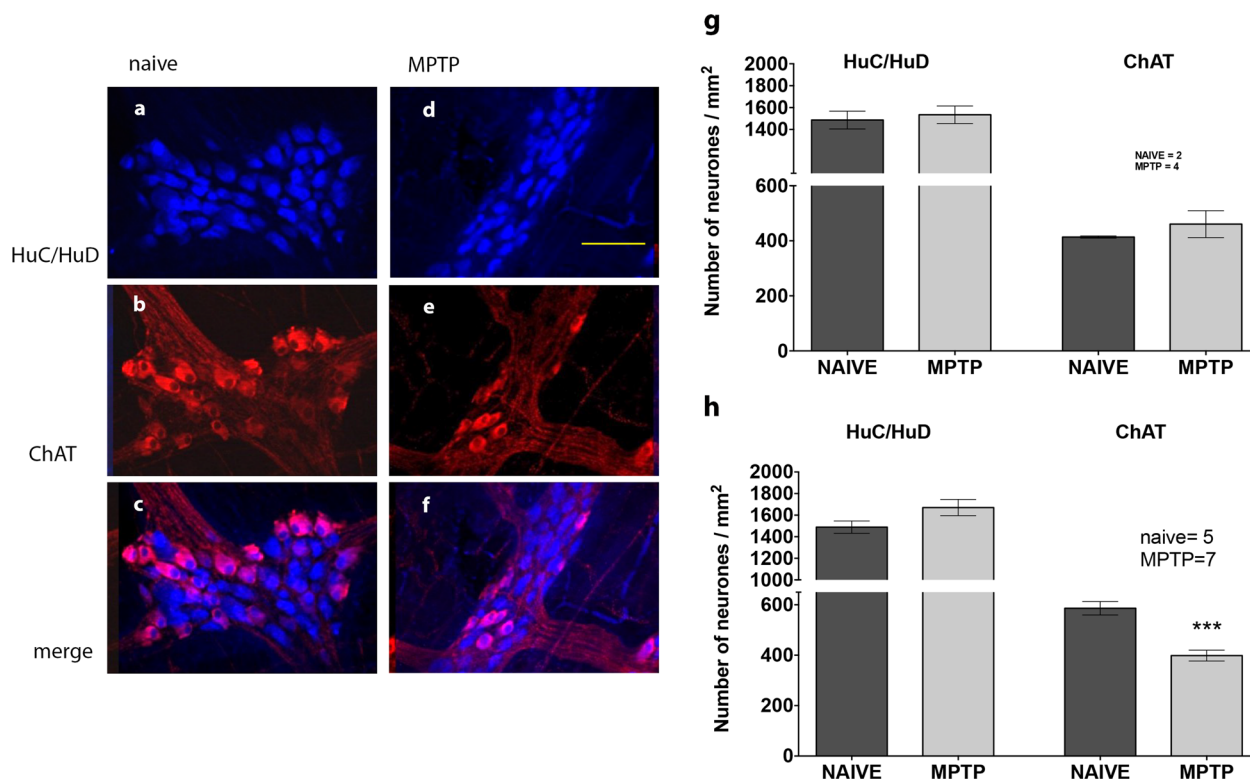 naive
MPTP
a
d
HuC/HuD
b
e
ChAT
c
f
merge
g
HuC/HuD
ChAT
Number of neurones / mm²
2000
1800
1600
1400
600
400
200
0
NAIVE = 2
MPTP = 4
NAIVE
MPTP
NAIVE
MPTP
h
HuC/HuD
ChAT
Number of neurones / mm²
2000
1800
1600
1400
1200
1000
600
400
200
0
naive= 5
MPTP=7
***
NAIVE
MPTP
NAIVE
MPTP